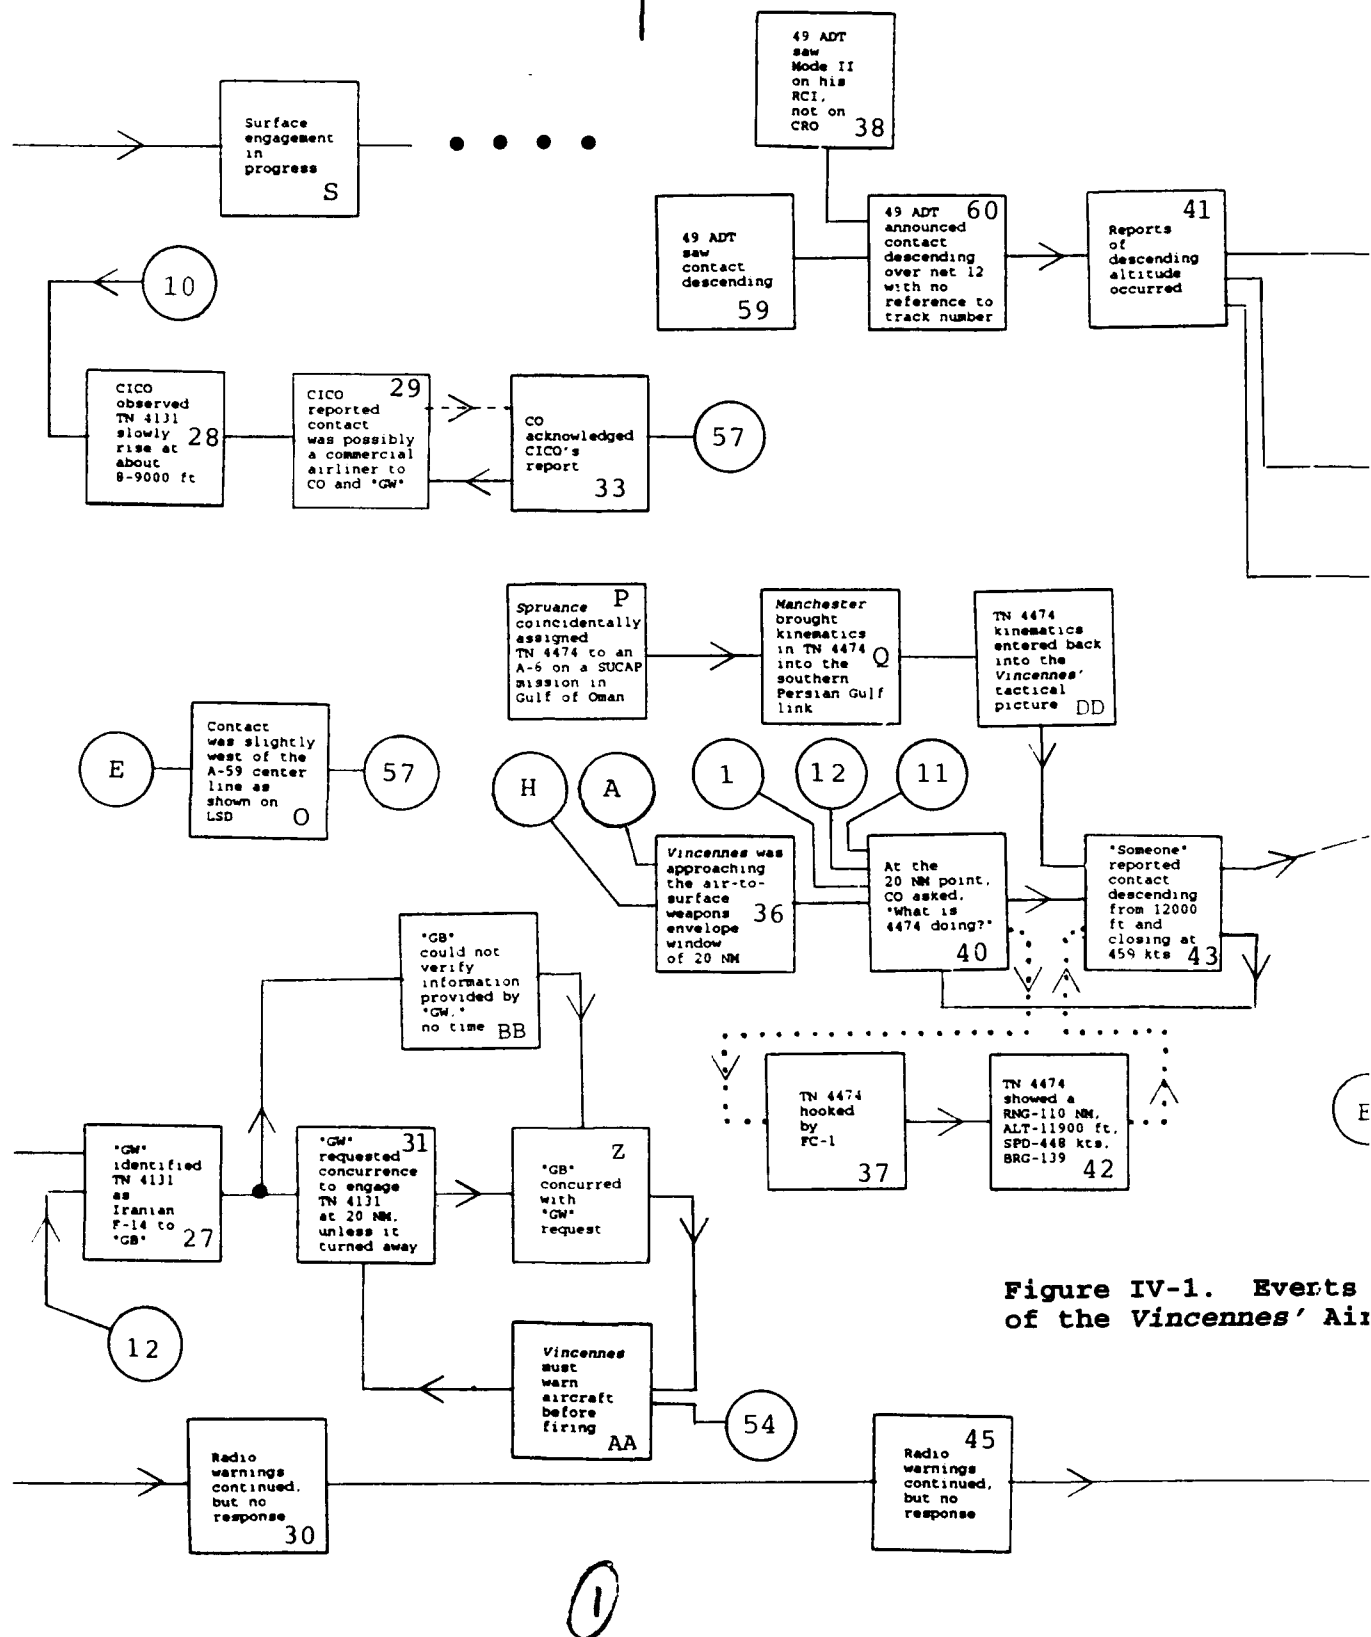 49 ADT
saw
Mode II
on his
RCI,
not on
CRO
38
Surface
engagement
in
progress
S
49 ADT
saw
contact
descending
59
60
49 ADT
announced
contact
descending
over net 12
with no
reference to
track number
41
Reports
of
descending
altitude
occurred
10
CICO
observed
TN 4131
slowly
rise at
about
8-9000 ft
28
29
CICO
reported
contact
was possibly
a commercial
airliner to
CO and "GW"
CO
acknowledged
CICO's
report
33
57
P
Spruance
coincidentally
assigned
TN 4474 to an
A-6 on a SUCAP
mission in
Gulf of Oman
Manchester
brought
kinematics
in TN 4474
into the
southern
Persian Gulf
link
Q
TN 4474
kinematics
entered back
into the
Vincennes'
tactical
picture
DD
E
Contact
was slightly
west of the
A-59 center
line as
shown on
LSD
O
57
H
A
1
12
11
Vincennes was
approaching
the air-to-
surface
weapons
envelope
window
of 20 NM
36
At the
20 NM point,
CO asked,
"What is
4474 doing?"
40
"Someone"
reported
contact
descending
from 12000
ft and
closing at
459 kts
43
"GB"
could not
verify
information
provided by
"GW,"
no time
BB
TN 4474
hooked
by
FC-1
37
TN 4474
showed a
RNG-110 NM,
ALT-11900 ft,
SPD-448 kts,
BRG-139
42
E
"GW"
identified
TN 4131
as
Iranian
F-14 to
"GB"
27
31
"GW"
requested
concurrence
to engage
TN 4131
at 20 NM,
unless it
turned away
Z
"GB"
concurred
with
"GW"
request
12
Vincennes
must
warn
aircraft
before
firing
AA
54
Figure IV-1. Events
of the Vincennes' Air
Radio
warnings
continued,
but no
response
30
45
Radio
warnings
continued,
but no
response
1